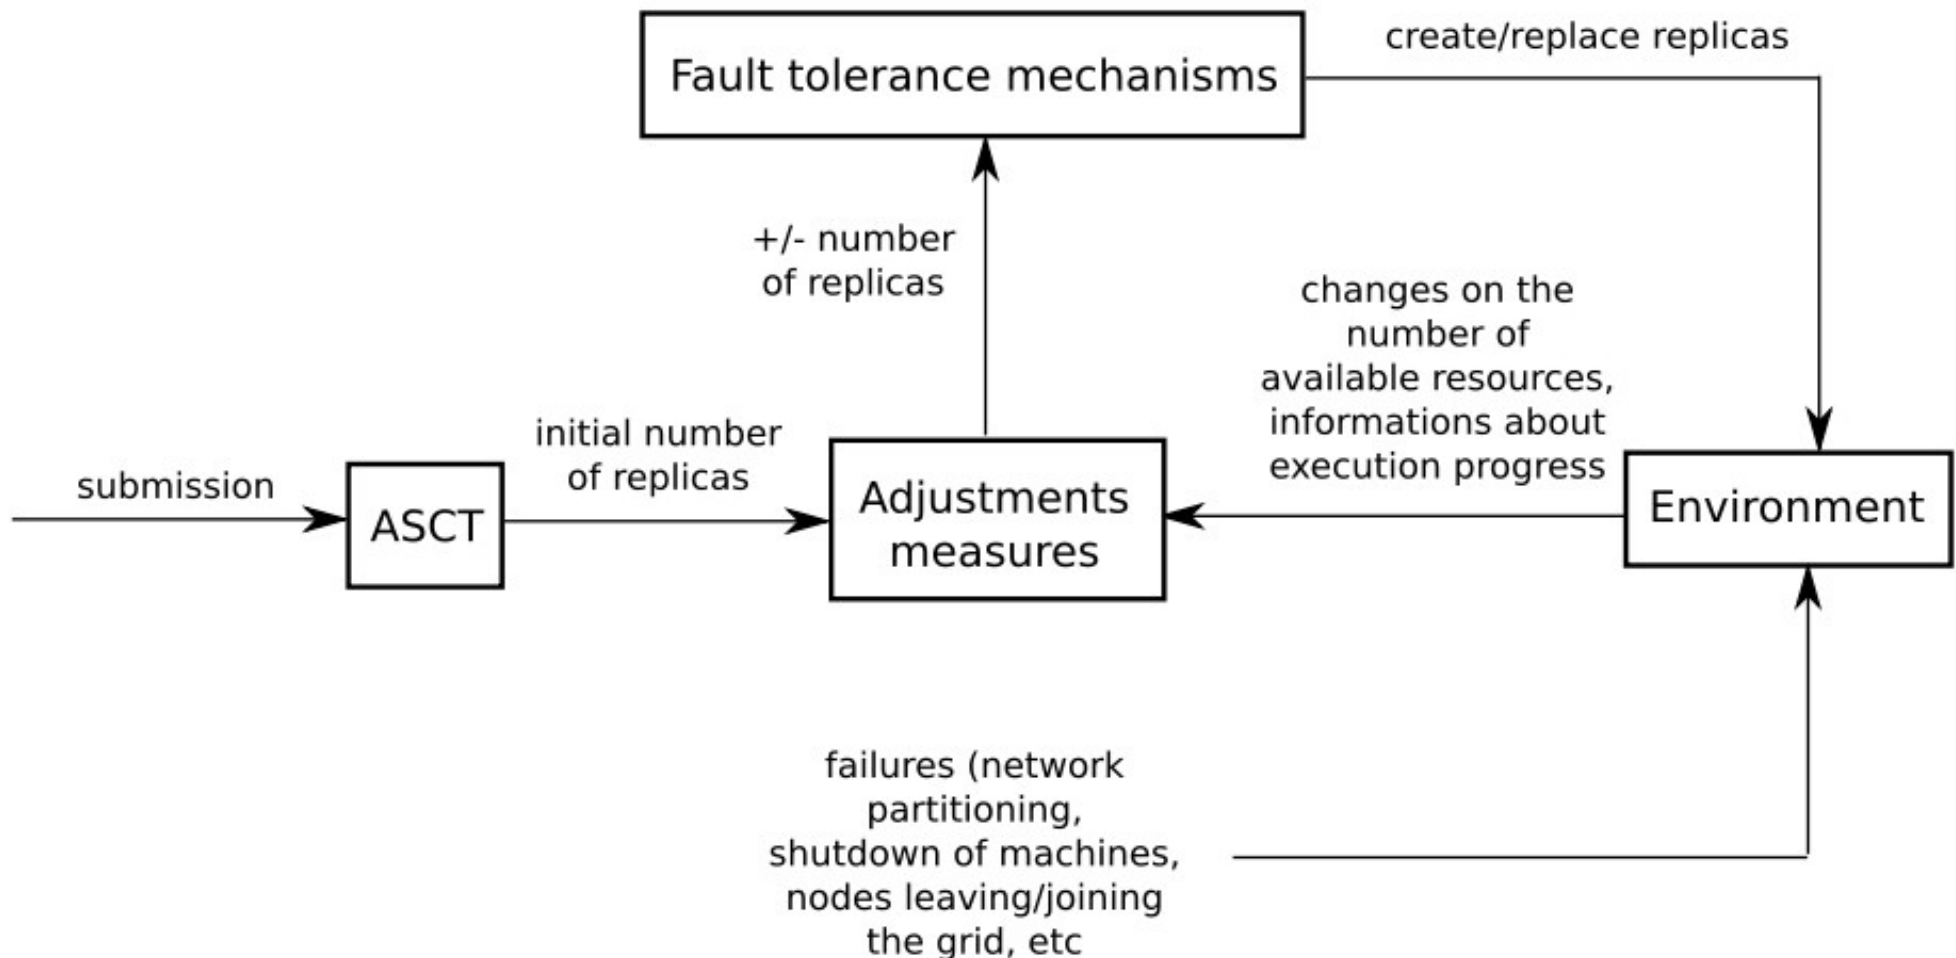 Fault tolerance mechanisms
create/replace replicas
+/- number
of replicas
changes on the
number of
available resources,
informations about
execution progress
submission
ASCT
initial number
of replicas
Adjustments
measures
Environment
failures (network
partitioning,
shutdown of machines,
nodes leaving/joining
the grid, etc